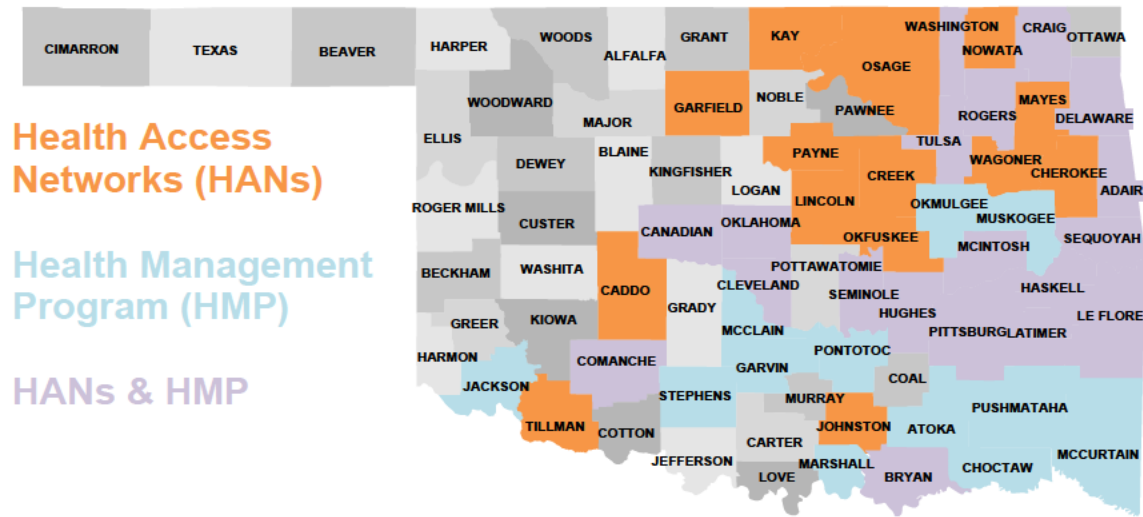 CIMARRON
TEXAS
BEAVER
HARPER
WOODS
ALFALFA
GRANT
KAY
WASHINGTON
NOWATA
CRAIG
OTTAWA
OSAGE
WOODWARD
GARFIELD
NOBLE
PAWNEE
ROGERS
MAYES
DELAWARE
Health Access
Networks (HANs)
ELLIS
MAJOR
TULSA
DEWEY
BLAINE
KINGFISHER
LOGAN
PAYNE
CREEK
WAGONER
CHEROKEE
ADAIR
ROGER MILLS
CUSTER
CANADIAN
OKLAHOMA
LINCOLN
OKMULGEE
MUSKOGEE
OKFUSKEE
MCINTOSH
SEQUOYAH
Health Management
Program (HMP)
BECKHAM
WASHITA
CADDO
GRADY
CLEVELAND
POTTAWATOMIE
SEMINOLE
HUGHES
HASKELL
LE FLORE
PITTSBURG
LATIMER
GREER
KIOWA
MCCLAIN
HARMON
COMANCHE
GARVIN
PONTOTOC
COAL
HANs & HMP
JACKSON
STEPHENS
MURRAY
PUSHMATAHA
TILLMAN
COTTON
CARTER
JOHNSTON
ATOKA
JEFFERSON
LOVE
MARSHALL
BRYAN
CHOCTAW
MCCURTAIN